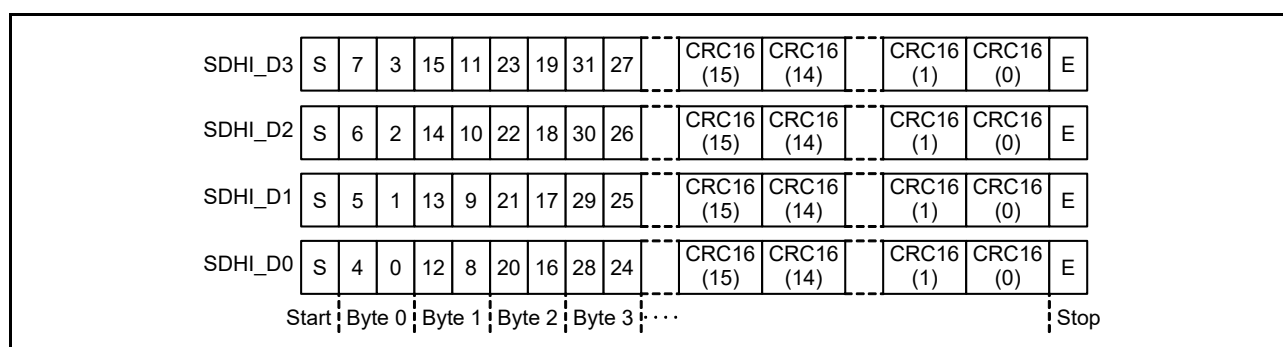 SDHI_D3 S 7 3 15 11 23 19 31 27 CRC16 (15) CRC16 (14) CRC16 (1) CRC16 (0) E
SDHI_D2 S 6 2 14 10 22 18 30 26 CRC16 (15) CRC16 (14) CRC16 (1) CRC16 (0) E
SDHI_D1 S 5 1 13 9 21 17 29 25 CRC16 (15) CRC16 (14) CRC16 (1) CRC16 (0) E
SDHI_D0 S 4 0 12 8 20 16 28 24 CRC16 (15) CRC16 (14) CRC16 (1) CRC16 (0) E
Start Byte 0 Byte 1 Byte 2 Byte 3 ···· Stop